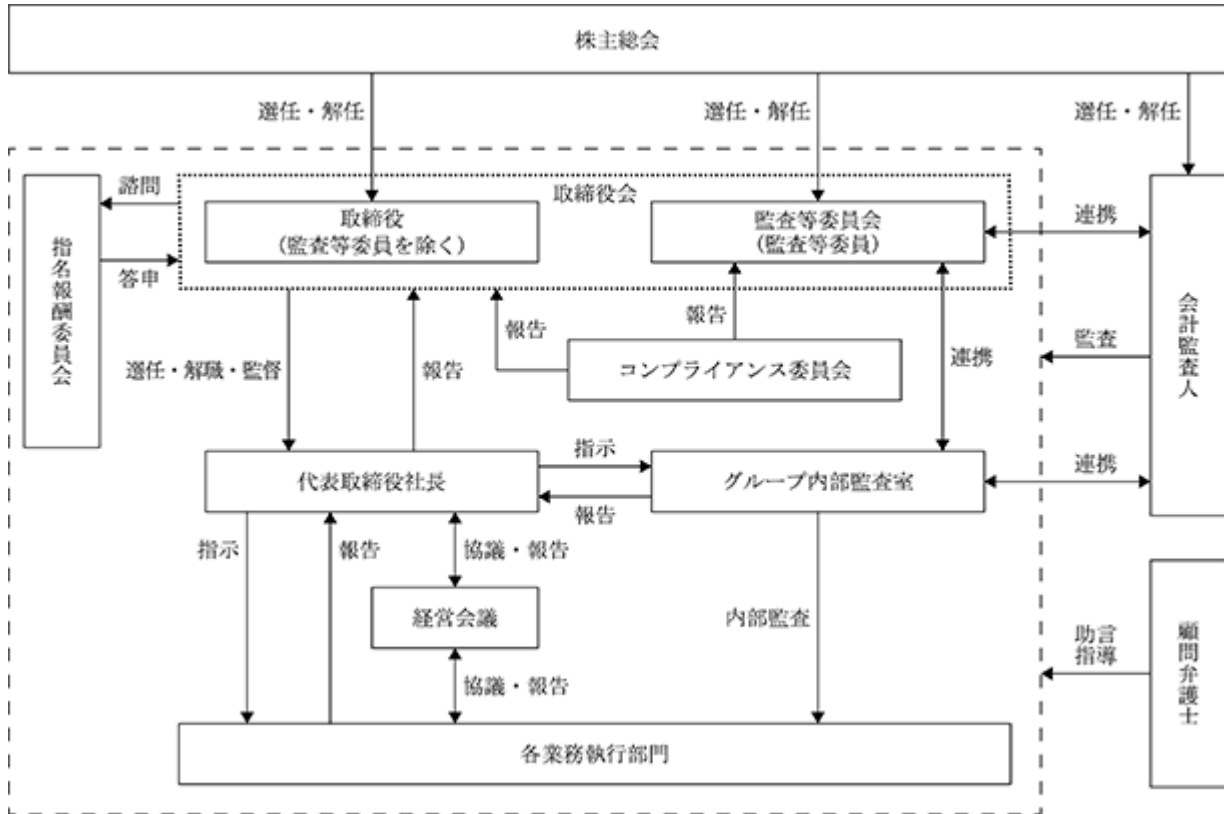 株主総会
選任・解任
選任・解任
選任・解任
諮問
取締役会
取締役
(監査等委員を除く)
監査等委員会
(監査等委員)
連携
答申
指名報酬委員会
会計監査人
報告
報告
コンプライアンス委員会
監査
選任・解職・監督
報告
連携
代表取締役社長
指示
報告
グループ内部監査室
連携
指示
報告
協議・報告
経営会議
内部監査
助言
指導
顧問弁護士
協議・報告
各業務執行部門